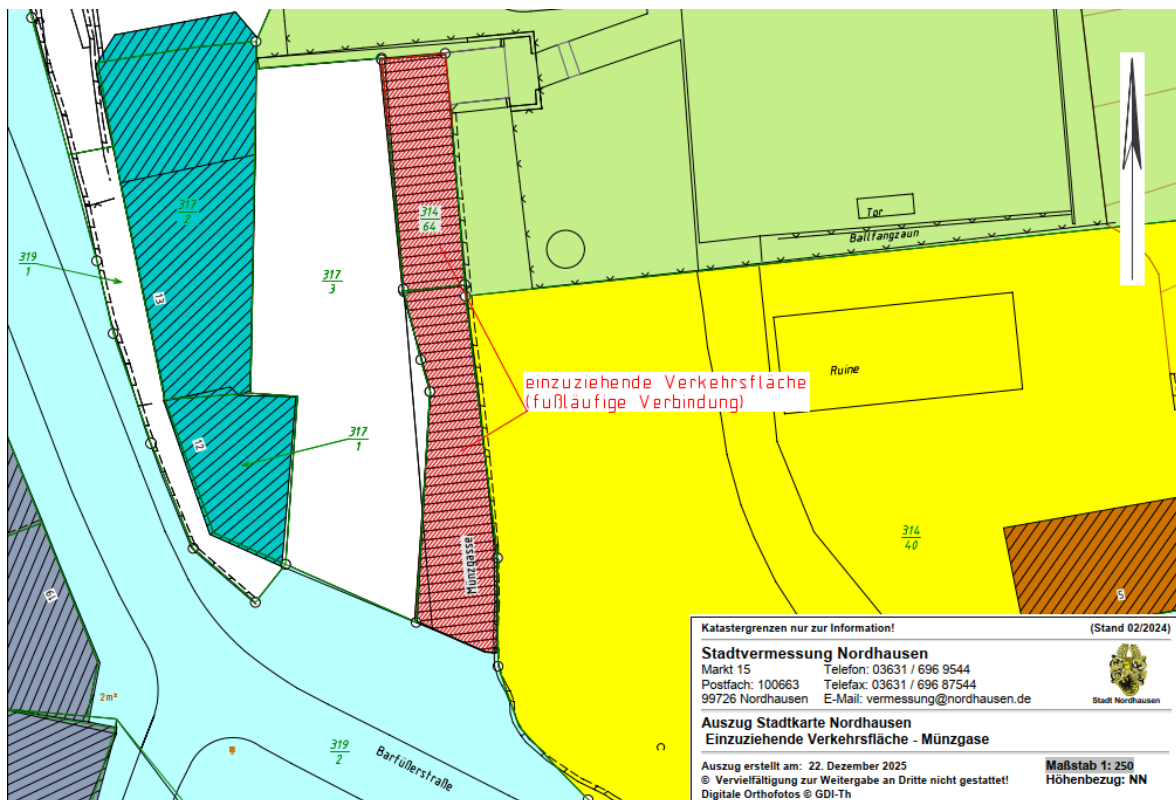 317
2
314
64
319
1
317
3
13
Tor
Ballfangzaun
Ruine
einzuziehende Verkehrsfläche
(fußläufige Verbindung)
12
317
1
314
40
Münzgasse
5
19
2m²
319
2
Barfüßerstraße
Katastergrenzen nur zur Information!
(Stand 02/2024)
Stadtvermessung Nordhausen
Markt 15 Telefon: 03631 / 696 9544
Postfach: 100663 Telefax: 03631 / 696 87544
99726 Nordhausen E-Mail: vermessung@nordhausen.de
Stadt Nordhausen
Auszug Stadtkarte Nordhausen
Einzuziehende Verkehrsfläche - Münzgase
Auszug erstellt am: 22. Dezember 2025
Maßstab 1: 250
© Vervielfältigung zur Weitergabe an Dritte nicht gestattet!
Höhenbezug: NN
Digitale Orthofotos © GDI-Th